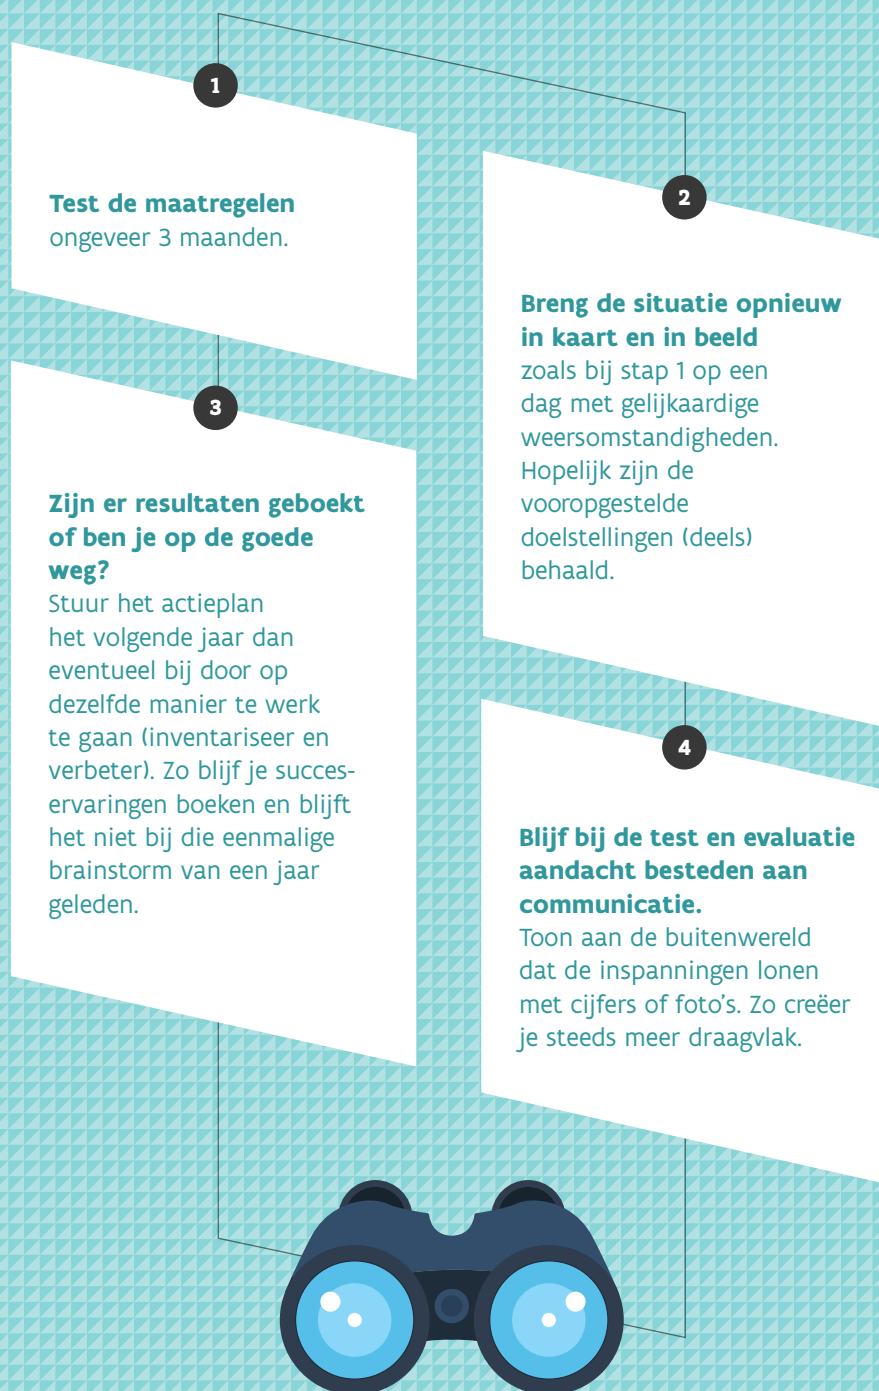 1
Test de maatregelen
ongeveer 3 maanden.
2
Breng de situatie opnieuw
in kaart en in beeld
zoals bij stap 1 op een
dag met gelijkaardige
weersomstandigheden.
Hopelijk zijn de
vooropgestelde
doelstellingen (deels)
behaald.
3
Zijn er resultaten geboekt
of ben je op de goede
weg?
Stuur het actieplan
het volgende jaar dan
eventueel bij door op
dezelfde manier te werk
te gaan (inventariseer en
verbeter). Zo blijf je succes-
ervaringen boeken en blijft
het niet bij die eenmalige
brainstorm van een jaar
geleden.
4
Blijf bij de test en evaluatie
aandacht besteden aan
communicatie.
Toon aan de buitenwereld
dat de inspanningen lonen
met cijfers of foto's. Zo creëer
je steeds meer draagvlak.